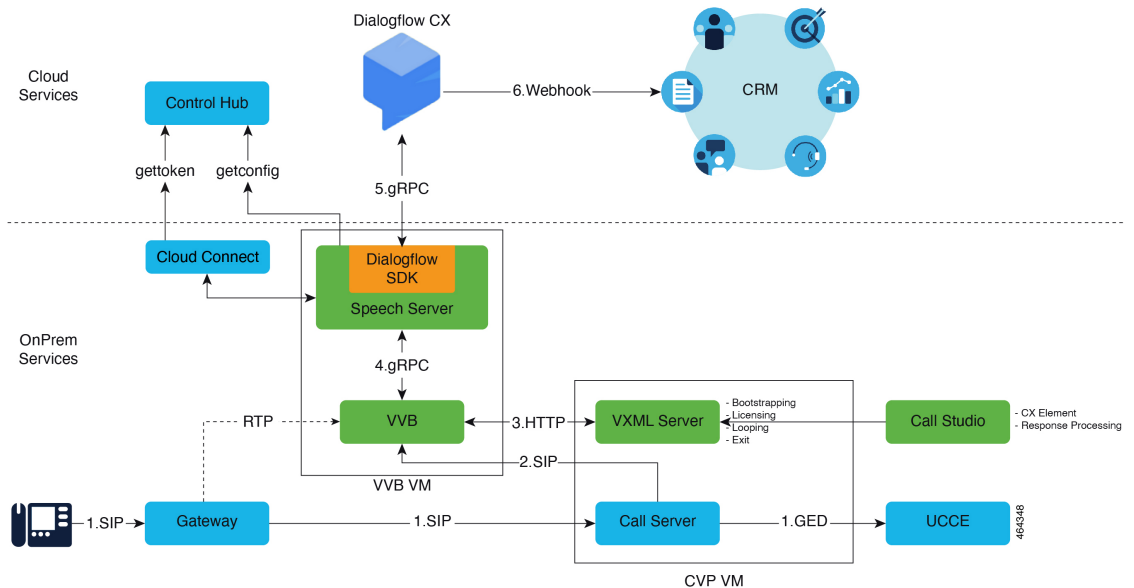 Dialogflow CX
Cloud
Services
Control Hub
6.Webhook
CRM
gettoken
getconfig
5.gRPC
Cloud Connect
Dialogflow
SDK
Speech Server
OnPrem
Services
4.gRPC
RTP
VVB
3.HTTP
VXML Server
- Bootstrapping
- Licensing
- Looping
- Exit
Call Studio
- CX Element
- Response Processing
2.SIP
VVB VM
1.SIP
Gateway
1.SIP
Call Server
1.GED
UCCE
464348
CVP VM